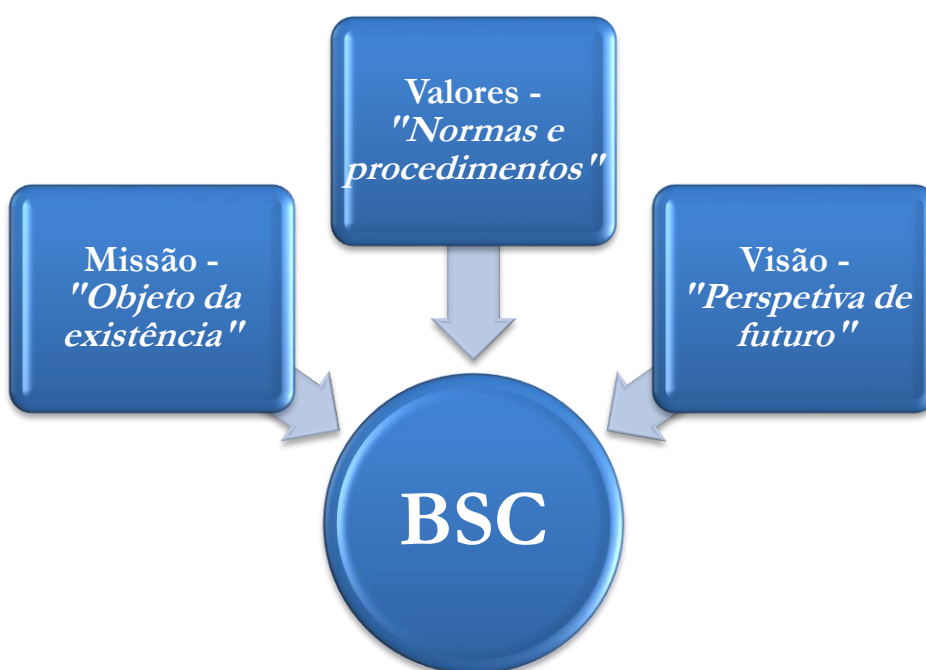 Missão -
"Objeto da
existência"
Valores -
"Normas e
procedimentos"
Visão -
"Perspetiva de
futuro"
BSC